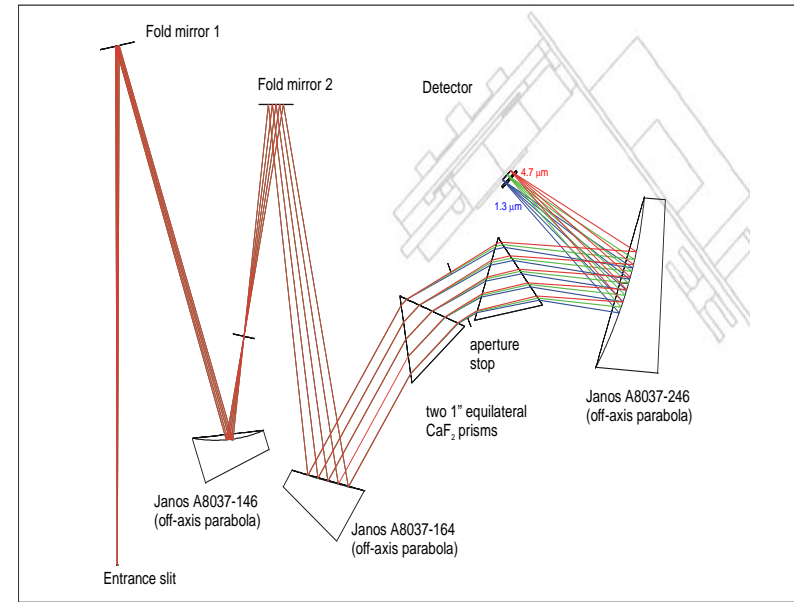 Fold mirror 1
Fold mirror 2
Detector
4.7 μm
1.3 μm
aperture
stop
Janos A8037-246
(off-axis parabola)
two 1” equilateral
CaF₂ prisms
Janos A8037-146
(off-axis parabola)
Janos A8037-164
(off-axis parabola)
Entrance slit